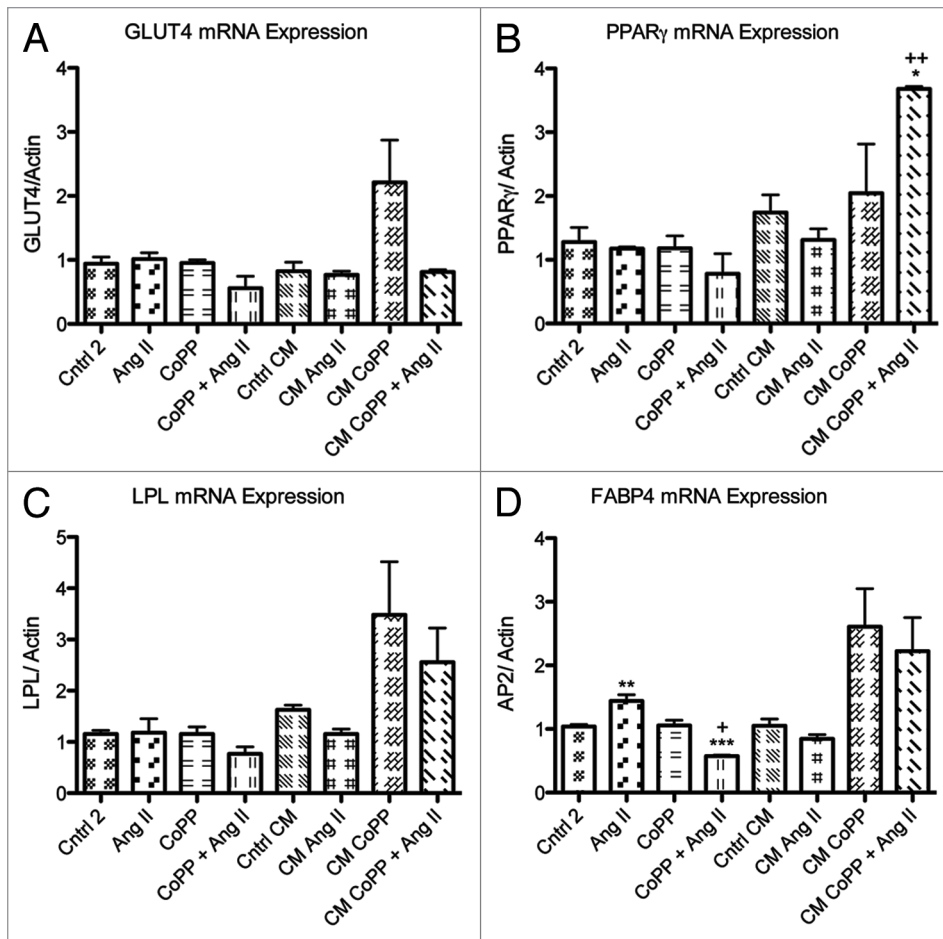 A
GLUT4 mRNA Expression
GLUT4/Actin
4
3
2
1
0
Cntrl 2
Ang II
CoPP
CoPP + Ang II
Cntrl CM
CM Ang II
CM CoPP
CM CoPP + Ang II
B
PPARγ mRNA Expression
PPARγ/ Actin
4
3
2
1
0
++
*
Cntrl 2
Ang II
CoPP
CoPP + Ang II
Cntrl CM
CM Ang II
CM CoPP
CM CoPP + Ang II
C
LPL mRNA Expression
LPL/ Actin
5
4
3
2
1
0
Cntrl 2
Ang II
CoPP
CoPP + Ang II
Cntrl CM
CM Ang II
CM CoPP
CM CoPP + Ang II
D
FABP4 mRNA Expression
AP2/ Actin
4
3
2
1
0
**
+
***
Cntrl 2
Ang II
CoPP
CoPP + Ang II
Cntrl CM
CM Ang II
CM CoPP
CM CoPP + Ang II